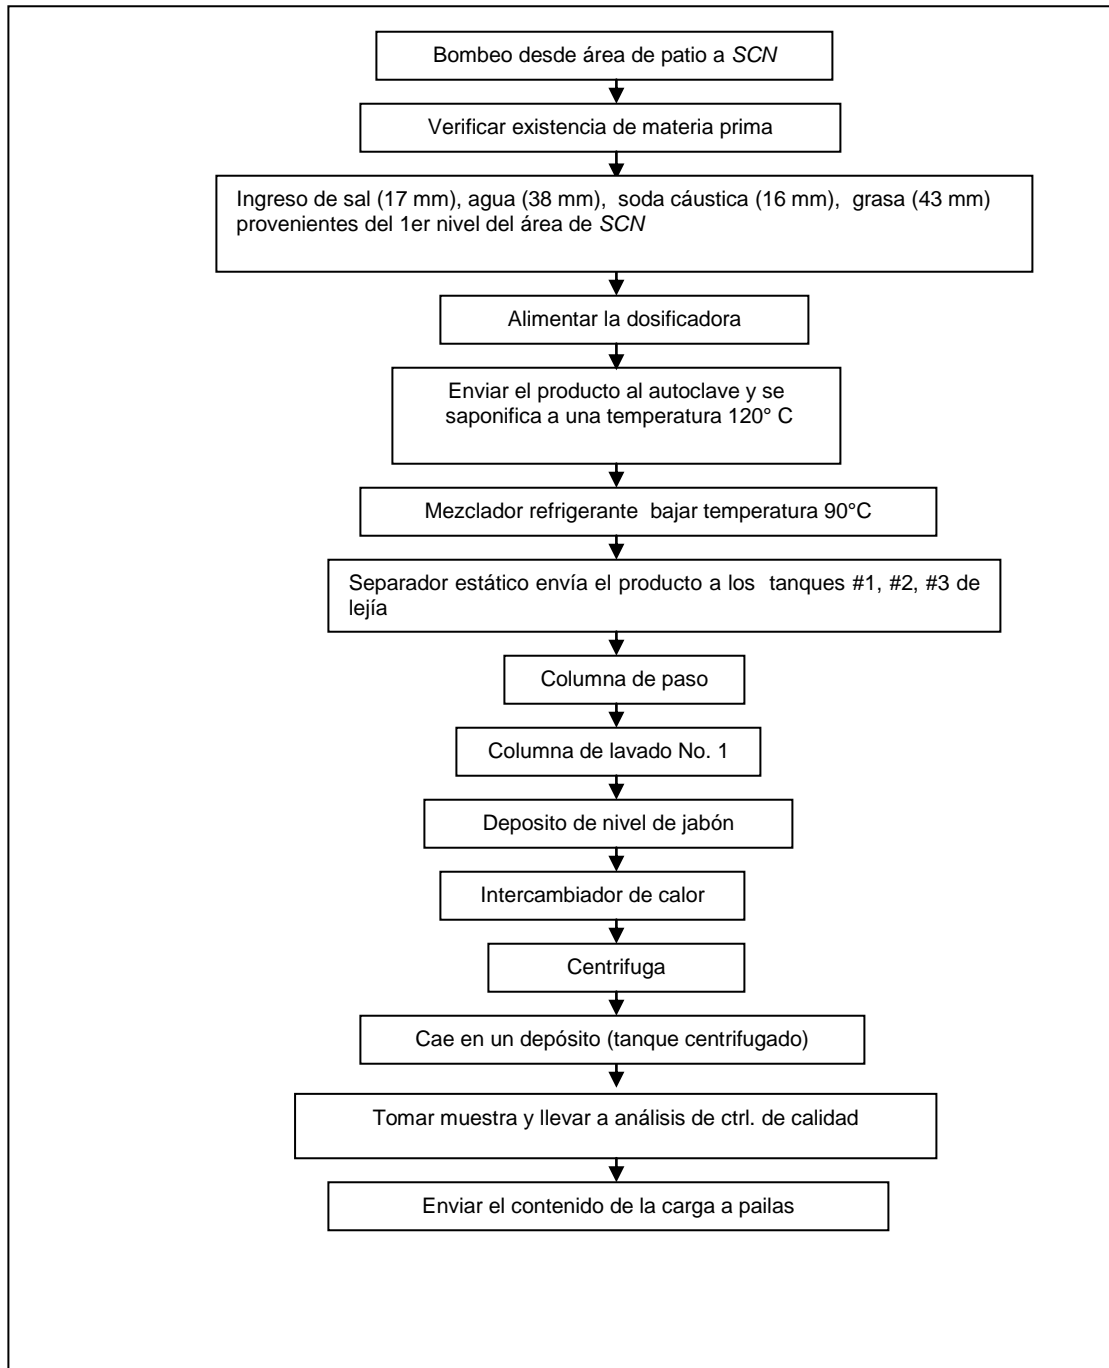 Bombeo desde área de patio a SCN
Verificar existencia de materia prima
Ingreso de sal (17 mm), agua (38 mm), soda cáustica (16 mm), grasa (43 mm)
provenientes del 1er nivel del área de SCN
Alimentar la dosificadora
Enviar el producto al autoclave y se
saponifica a una temperatura 120° C
Mezclador refrigerante bajar temperatura 90°C
Separador estático envía el producto a los tanques #1, #2, #3 de
lejía
Columna de paso
Columna de lavado No. 1
Deposito de nivel de jabón
Intercambiador de calor
Centrifuga
Cae en un depósito (tanque centrifugado)
Tomar muestra y llevar a análisis de ctrl. de calidad
Enviar el contenido de la carga a pailas